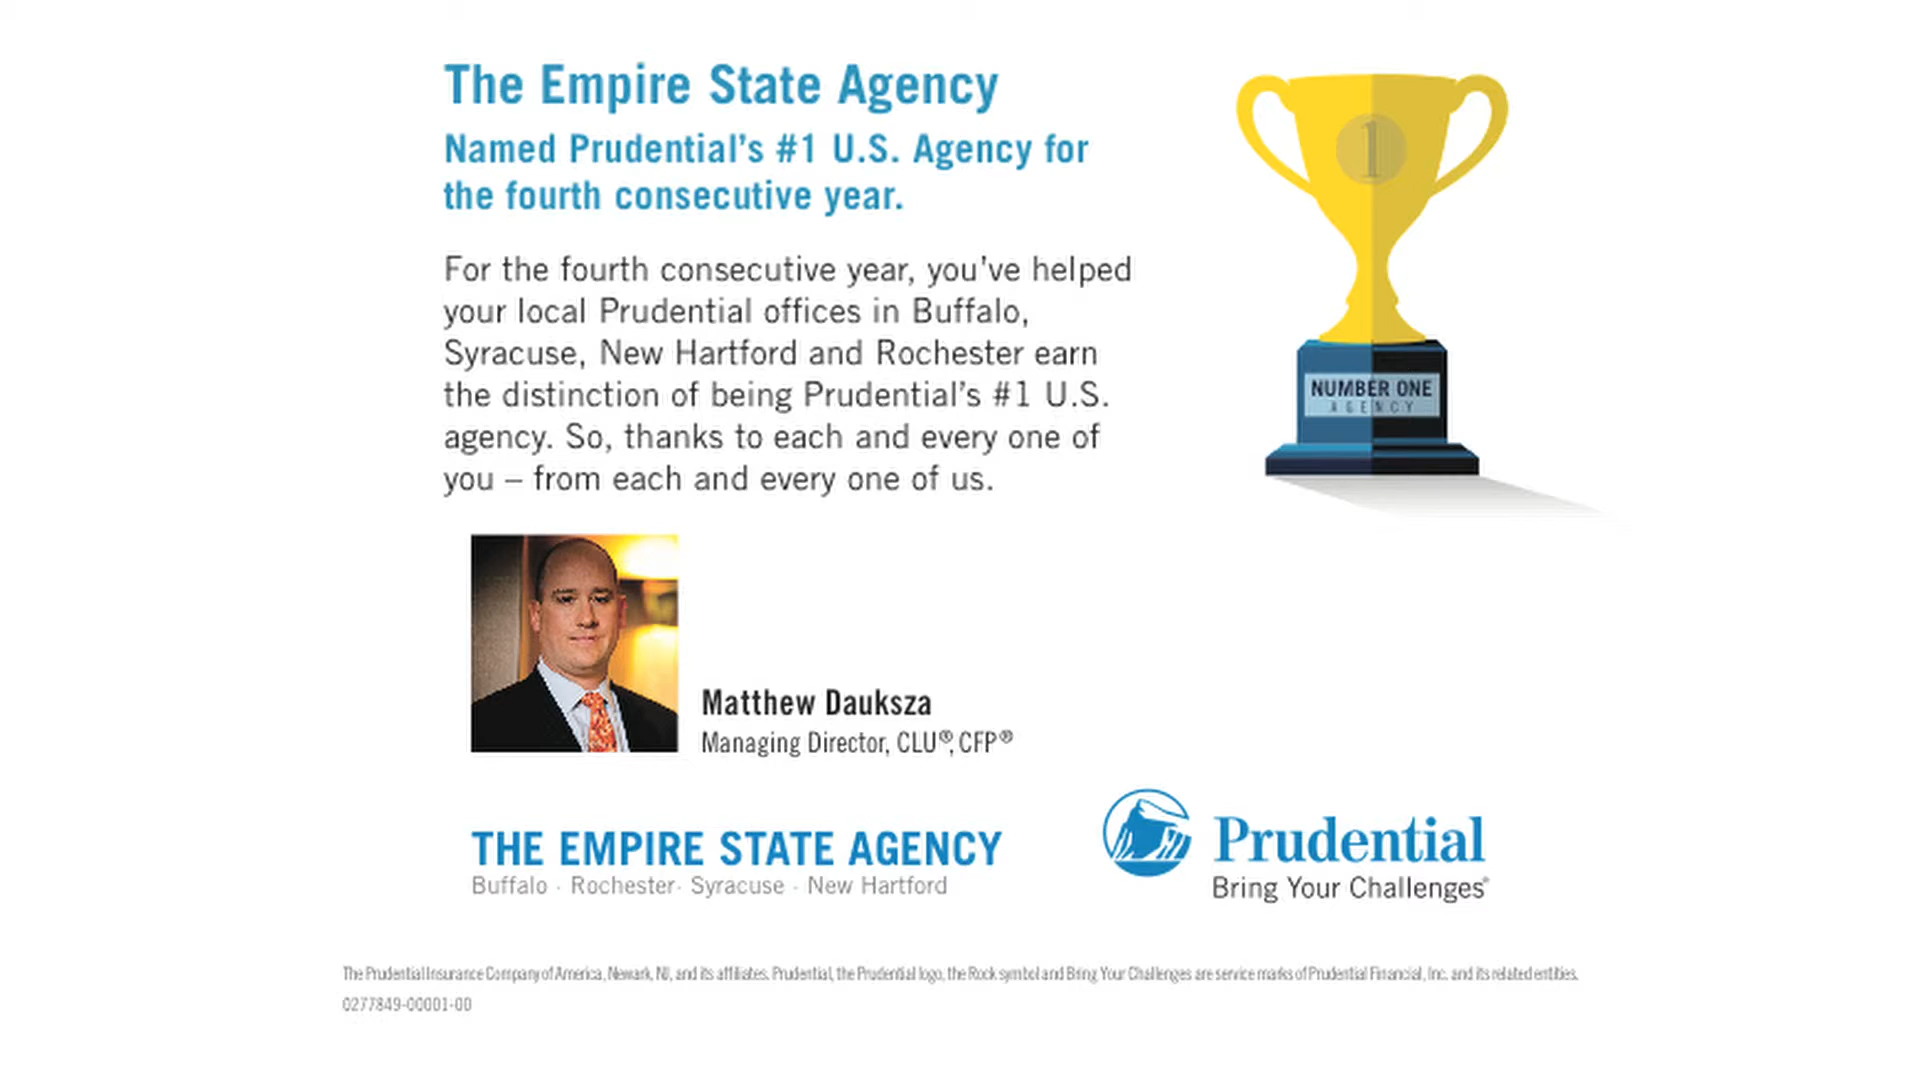 The Empire State Agency
Named Prudential's #1 U.S. Agency for
the fourth consecutive year.
For the fourth consecutive year, you've helped
your local Prudential offices in Buffalo,
Syracuse, New Hartford and Rochester earn
the distinction of being Prudential's #1 U.S.
agency. So, thanks to each and every one of
you – from each and every one of us.
1
NUMBER ONE
AGENCY
Matthew Dauksza
Managing Director, CLU®, CFP®
THE EMPIRE STATE AGENCY
Buffalo · Rochester· Syracuse · New Hartford
Prudential
Bring Your Challenges®
The Prudential Insurance Company of America, Newark, NJ, and its affiliates. Prudential, the Prudential logo, the Rock symbol and Bring Your Challenges are service marks of Prudential Financial, Inc. and its related entities.
0277849-00001-00